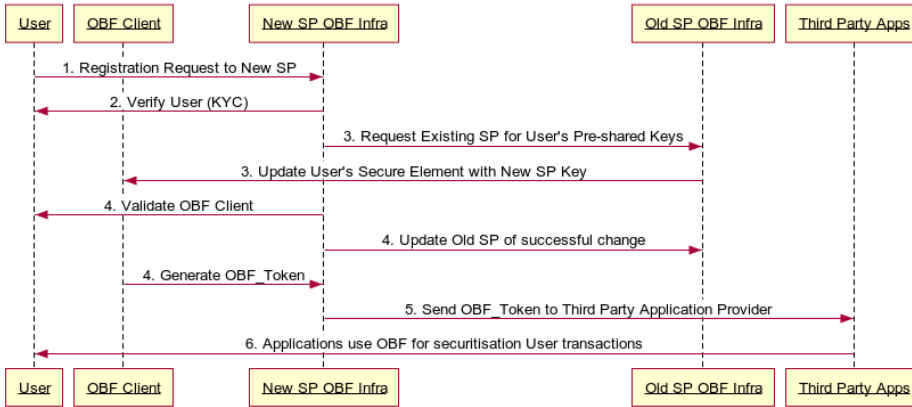 User
OBF Client
New SP OBF Infra
Old SP OBF Infra
Third Party Apps
1. Registration Request to New SP
2. Verify User (KYC)
3. Request Existing SP for User's Pre-shared Keys
3. Update User's Secure Element with New SP Key
4. Validate OBF Client
4. Update Old SP of successful change
4. Generate OBF_Token
5. Send OBF_Token to Third Party Application Provider
6. Applications use OBF for securitisation User transactions
User
OBF Client
New SP OBF Infra
Old SP OBF Infra
Third Party Apps